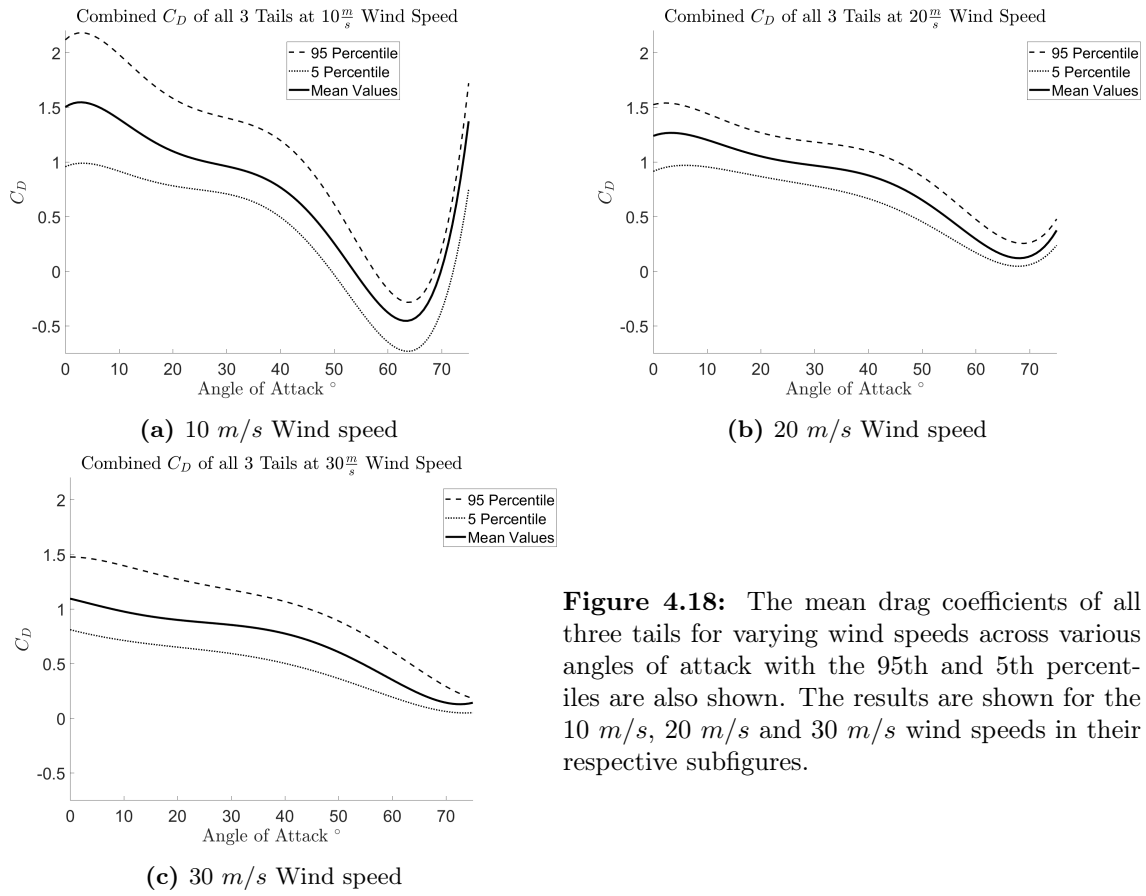 Combined C_D of all 3 Tails at 10 m/s Wind Speed
2
1.5
1
0.5
0
-0.5
C_D
95 Percentile
5 Percentile
Mean Values
0 10 20 30 40 50 60 70
Angle of Attack °
(a) 10 m/s Wind speed
Combined C_D of all 3 Tails at 20 m/s Wind Speed
2
1.5
1
0.5
0
-0.5
C_D
95 Percentile
5 Percentile
Mean Values
0 10 20 30 40 50 60 70
Angle of Attack °
(b) 20 m/s Wind speed
Combined C_D of all 3 Tails at 30 m/s Wind Speed
2
1.5
1
0.5
0
-0.5
C_D
95 Percentile
5 Percentile
Mean Values
0 10 20 30 40 50 60 70
Angle of Attack °
(c) 30 m/s Wind speed
Figure 4.18: The mean drag coefficients of all
three tails for varying wind speeds across various
angles of attack with the 95th and 5th percent-
iles are also shown. The results are shown for the
10 m/s, 20 m/s and 30 m/s wind speeds in their
respective subfigures.